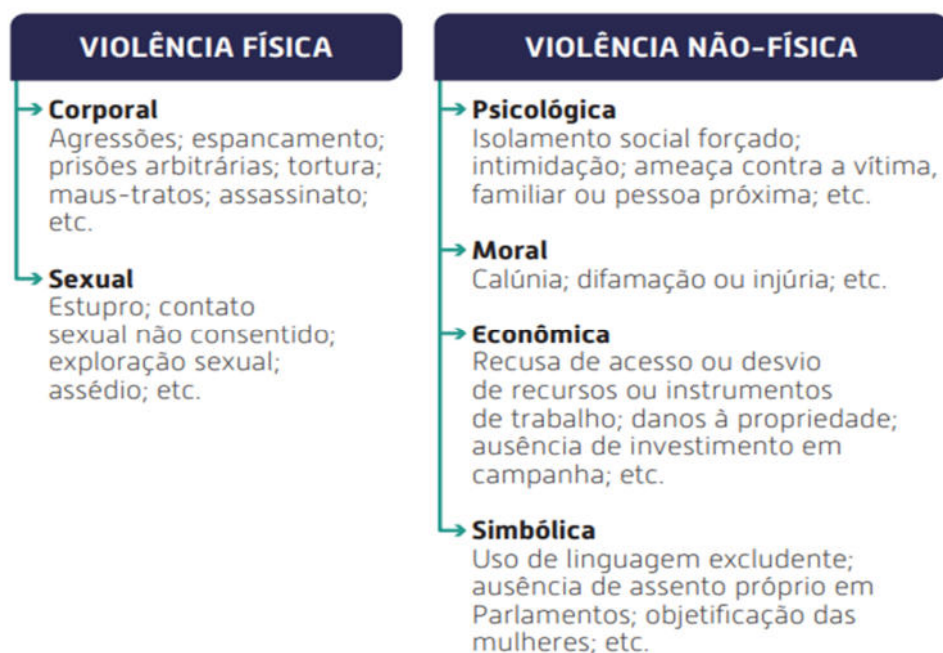 VIOLÊNCIA FÍSICA
Corporal
Agressões; espancamento;
prisões arbitrárias; tortura;
maus-tratos; assassinato;
etc.
Sexual
Estupro; contato
sexual não consentido;
exploração sexual;
assédio; etc.
VIOLÊNCIA NÃO-FÍSICA
Psicológica
Isolamento social forçado;
intimidação; ameaça contra a vítima,
familiar ou pessoa próxima; etc.
Moral
Calúnia; difamação ou injúria; etc.
Econômica
Recusa de acesso ou desvio
de recursos ou instrumentos
de trabalho; danos à propriedade;
ausência de investimento em
campanha; etc.
Simbólica
Uso de linguagem excludente;
ausência de assento próprio em
Parlamentos; objetificação das
mulheres; etc.